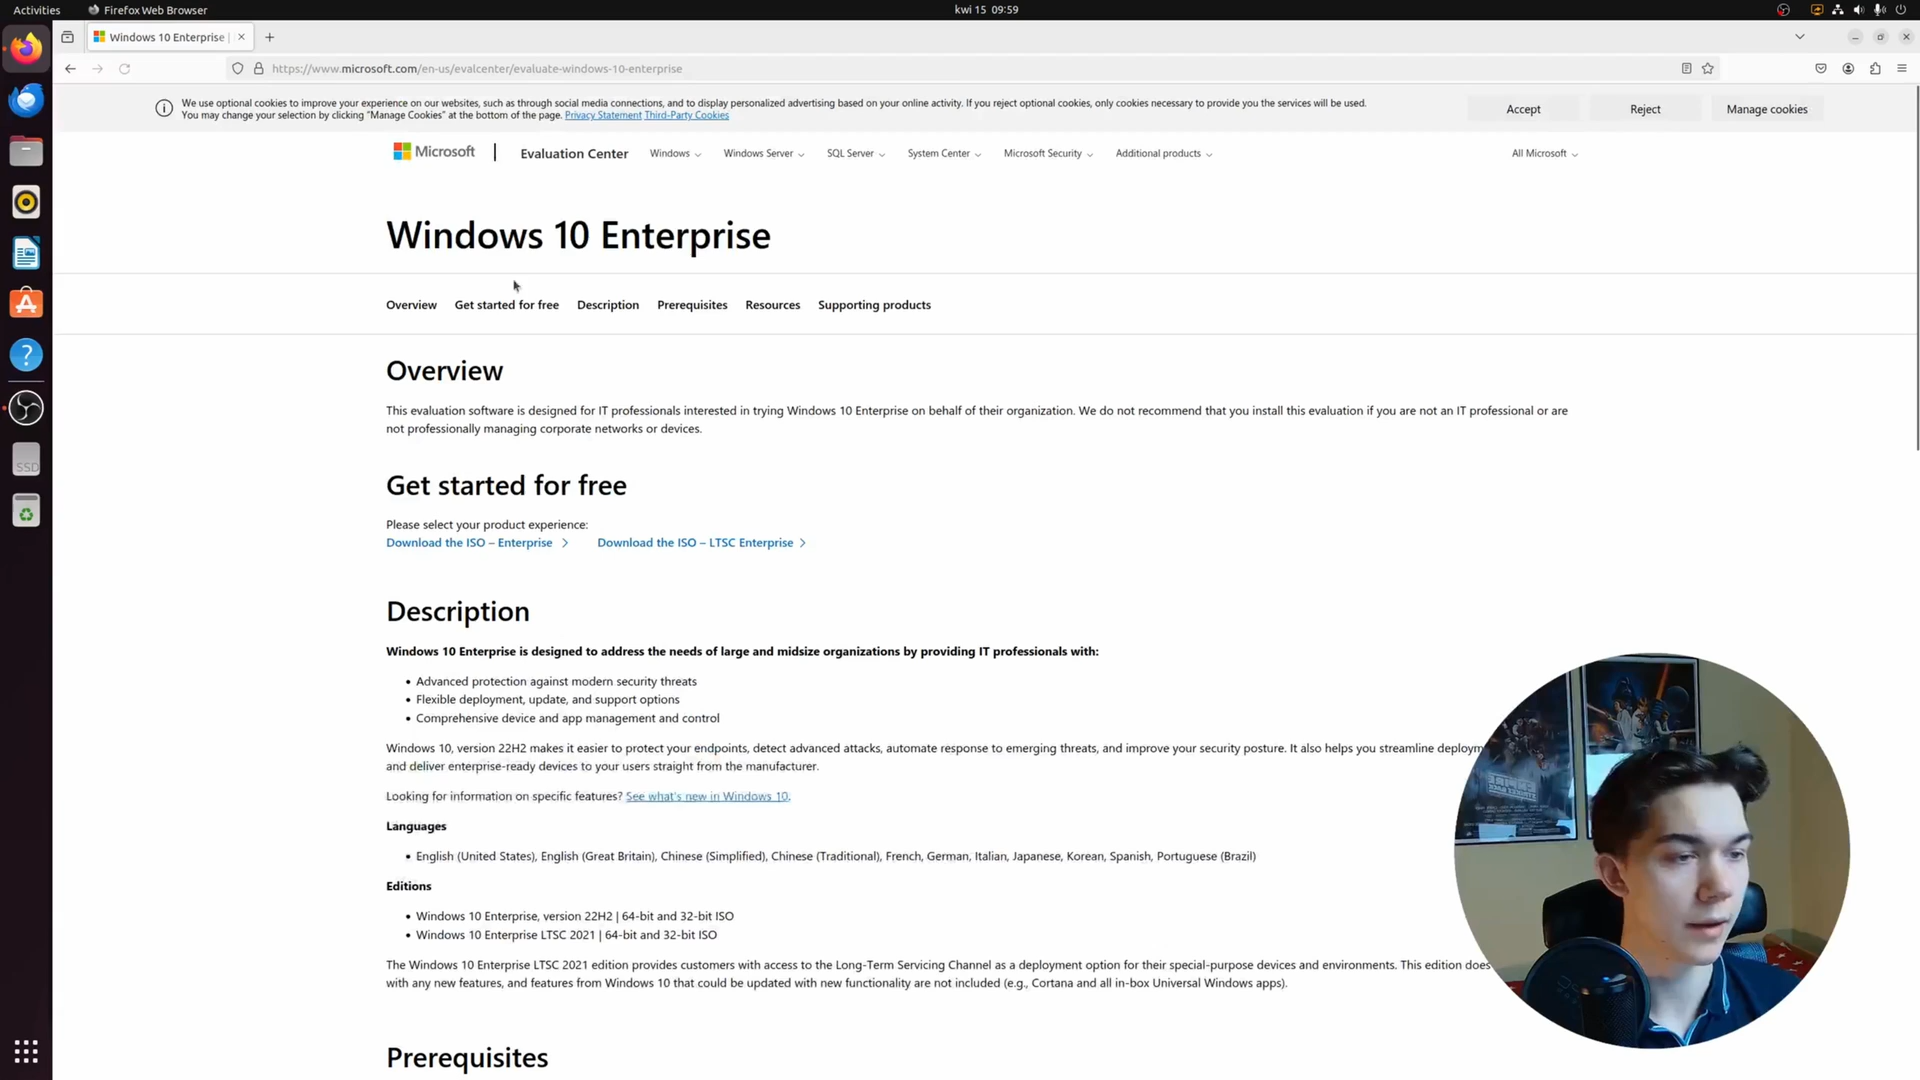 Activities
Firefox Web Browser
kwi 15 09:59
Windows 10 Enterprise |
https://www.microsoft.com/en-us/evalcenter/evaluate-windows-10-enterprise
We use optional cookies to improve your experience on our websites, such as through social media connections, and to display personalized advertising based on your online activity. If you reject optional cookies, only cookies necessary to provide you the services will be used.
You may change your selection by clicking "Manage Cookies" at the bottom of the page. Privacy Statement Third-Party Cookies
Accept
Reject
Manage cookies
Microsoft
Evaluation Center
Windows
Windows Server
SQL Server
System Center
Microsoft Security
Additional products
All Microsoft
Windows 10 Enterprise
Overview
Get started for free
Description
Prerequisites
Resources
Supporting products
Overview
This evaluation software is designed for IT professionals interested in trying Windows 10 Enterprise on behalf of their organization. We do not recommend that you install this evaluation if you are not an IT professional or are
not professionally managing corporate networks or devices.
Get started for free
Please select your product experience:
Download the ISO – Enterprise
Download the ISO – LTSC Enterprise
Description
Windows 10 Enterprise is designed to address the needs of large and midsize organizations by providing IT professionals with:
• Advanced protection against modern security threats
• Flexible deployment, update, and support options
• Comprehensive device and app management and control
Windows 10, version 22H2 makes it easier to protect your endpoints, detect advanced attacks, automate response to emerging threats, and improve your security posture. It also helps you streamline deploym
and deliver enterprise-ready devices to your users straight from the manufacturer.
Looking for information on specific features? See what's new in Windows 10.
Languages
• English (United States), English (Great Britain), Chinese (Simplified), Chinese (Traditional), French, German, Italian, Japanese, Korean, Spanish, Portuguese (Brazil)
Editions
• Windows 10 Enterprise, version 22H2 | 64-bit and 32-bit ISO
• Windows 10 Enterprise LTSC 2021 | 64-bit and 32-bit ISO
The Windows 10 Enterprise LTSC 2021 edition provides customers with access to the Long-Term Servicing Channel as a deployment option for their special-purpose devices and environments. This edition does
with any new features, and features from Windows 10 that could be updated with new functionality are not included (e.g., Cortana and all in-box Universal Windows apps).
Prerequisites
SSD